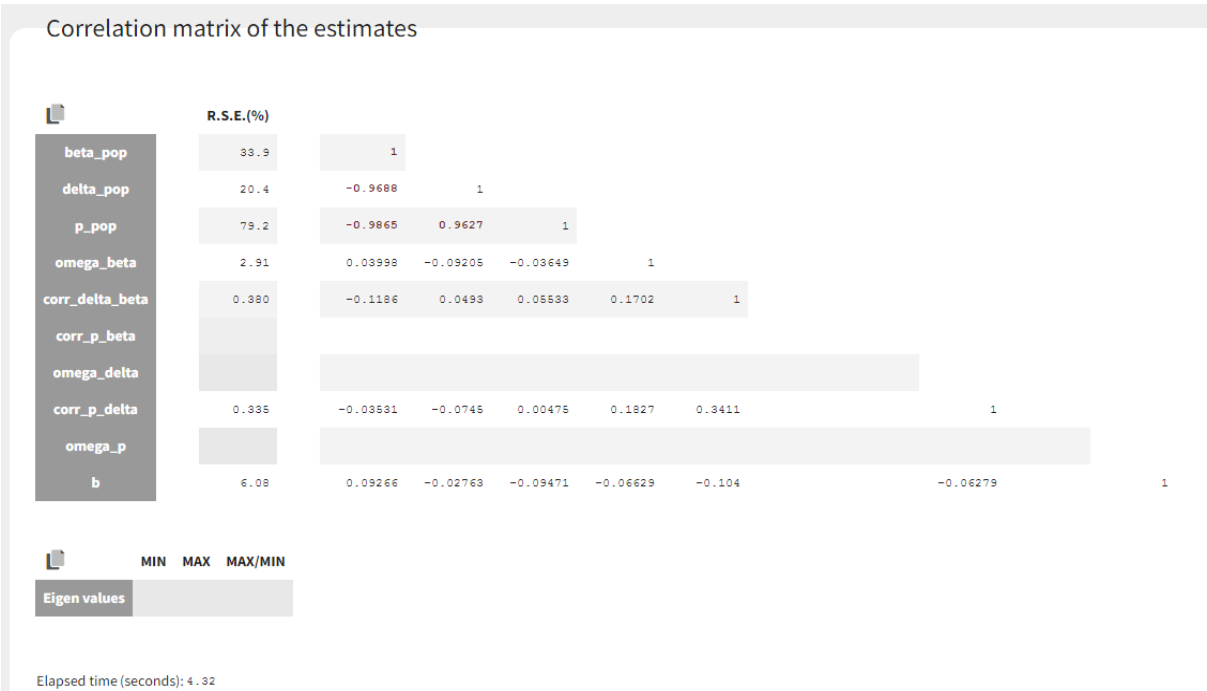 Correlation matrix of the estimates
R.S.E.(%)
beta_pop 33.9 1
delta_pop 20.4 -0.9688 1
p_pop 79.2 -0.9865 0.9627 1
omega_beta 2.91 0.03998 -0.09205 -0.03649 1
corr_delta_beta 0.380 -0.1186 0.0493 0.05533 0.1702 1
corr_p_beta
omega_delta
corr_p_delta 0.335 -0.03531 -0.0745 0.00475 0.1827 0.3411 1
omega_p
b 6.08 0.09266 -0.02763 -0.09471 -0.06629 -0.104 -0.06279 1
MIN MAX MAX/MIN
Eigen values
Elapsed time (seconds): 4.32